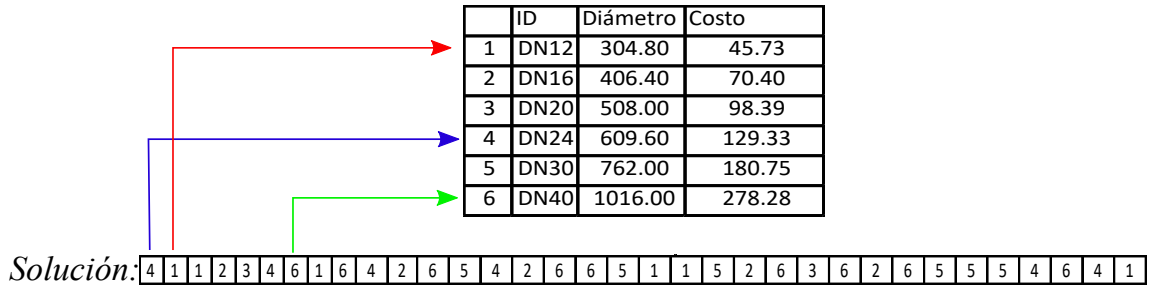 ID Diámetro Costo
1 DN12 304.80 45.73
2 DN16 406.40 70.40
3 DN20 508.00 98.39
4 DN24 609.60 129.33
5 DN30 762.00 180.75
6 DN40 1016.00 278.28
Solución: 4 1 1 2 3 4 6 1 6 4 2 6 5 4 2 6 6 5 1 1 5 2 6 3 6 2 6 5 5 5 4 6 4 1